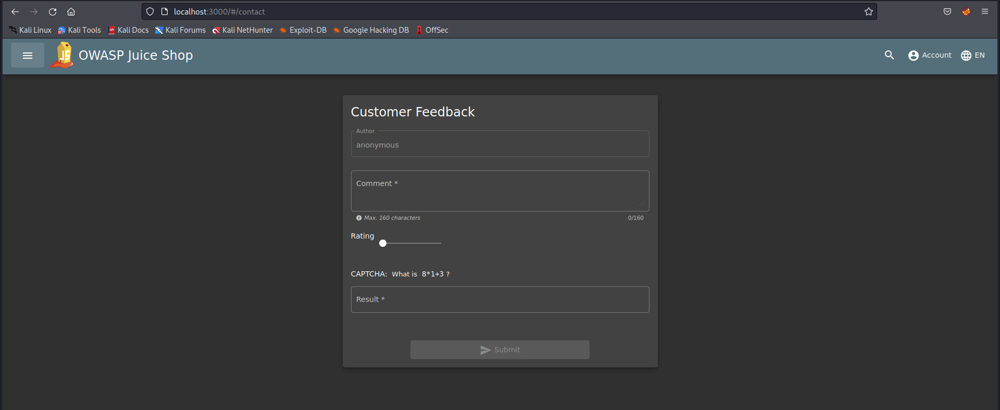 localhost:3000/#/contact
Kali Linux Kali Tools Kali Docs Kali Forums Kali NetHunter Exploit-DB Google Hacking DB OffSec
JS OWASP Juice Shop Account EN
Customer Feedback
Author
anonymous
Comment *
Max. 160 characters 0/160
Rating
CAPTCHA: What is 8*1+3 ?
Result *
Submit